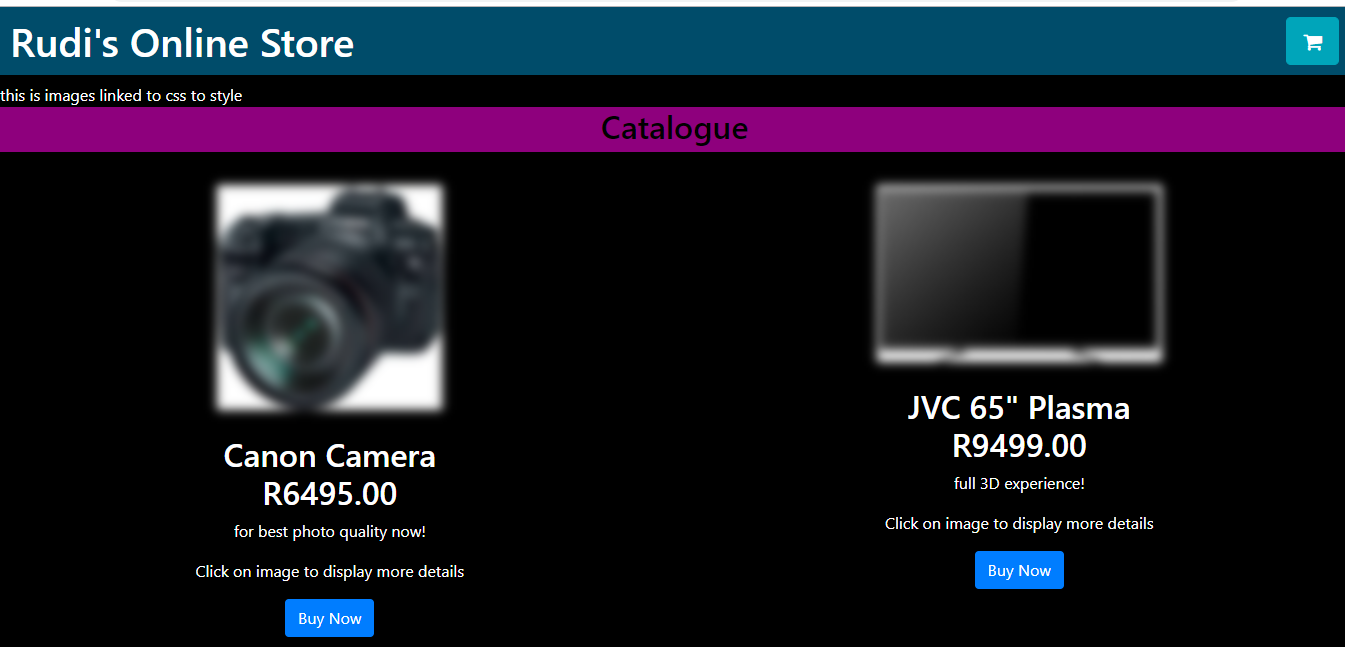 Rudi's Online Store
this is images linked to css to style
Catalogue
Canon Camera
R6495.00
for best photo quality now!
Click on image to display more details
Buy Now
JVC 65" Plasma
R9499.00
full 3D experience!
Click on image to display more details
Buy Now